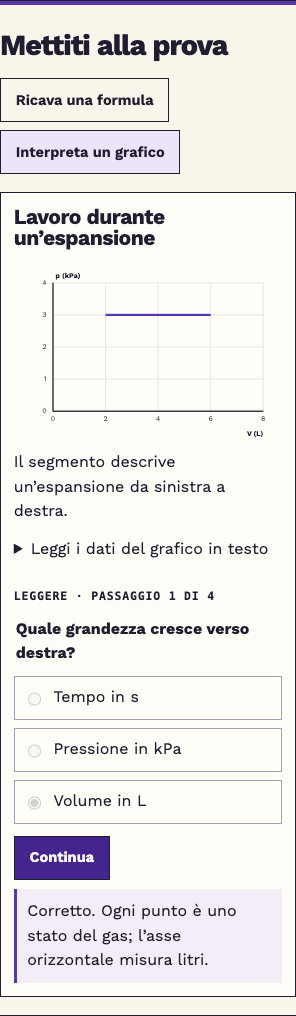 Mettiti alla prova
Ricava una formula
Interpreta un grafico
Lavoro durante
un'espansione
p (kPa)
4
3
2
1
0
0 2 4 6 8
V (L)
Il segmento descrive
un'espansione da sinistra a
destra.
▶ Leggi i dati del grafico in testo
LEGGERE · PASSAGGIO 1 DI 4
Quale grandezza cresce verso
destra?
Tempo in s
Pressione in kPa
Volume in L
Continua
Corretto. Ogni punto è uno
stato del gas; l'asse
orizzontale misura litri.